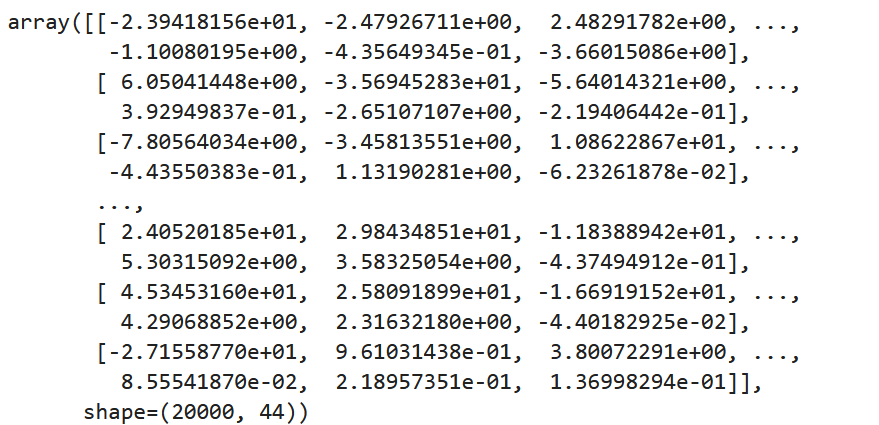 array([[-2.39418156e+01, -2.47926711e+00,  2.48291782e+00, ...,
        -1.10080195e+00, -4.35649345e-01, -3.66015086e+00],
       [ 6.05041448e+00, -3.56945283e+01, -5.64014321e+00, ...,
         3.92949837e-01, -2.65107107e+00, -2.19406442e-01],
       [-7.80564034e+00, -3.45813551e+00,  1.08622867e+01, ...,
        -4.43550383e-01,  1.13190281e+00, -6.23261878e-02],
       ...,
       [ 2.40520185e+01,  2.98434851e+01, -1.18388942e+01, ...,
         5.30315092e+00,  3.58325054e+00, -4.37494912e-01],
       [ 4.53453160e+01,  2.58091899e+01, -1.66919152e+01, ...,
         4.29068852e+00,  2.31632180e+00, -4.40182925e-02],
       [-2.71558770e+01,  9.61031438e-01,  3.80072291e+00, ...,
         8.55541870e-02,  2.18957351e-01,  1.36998294e-01]],
      shape=(20000, 44))